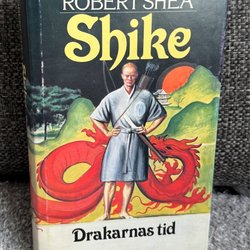 ROBERT SHEA
Shike
Drakarnas tid